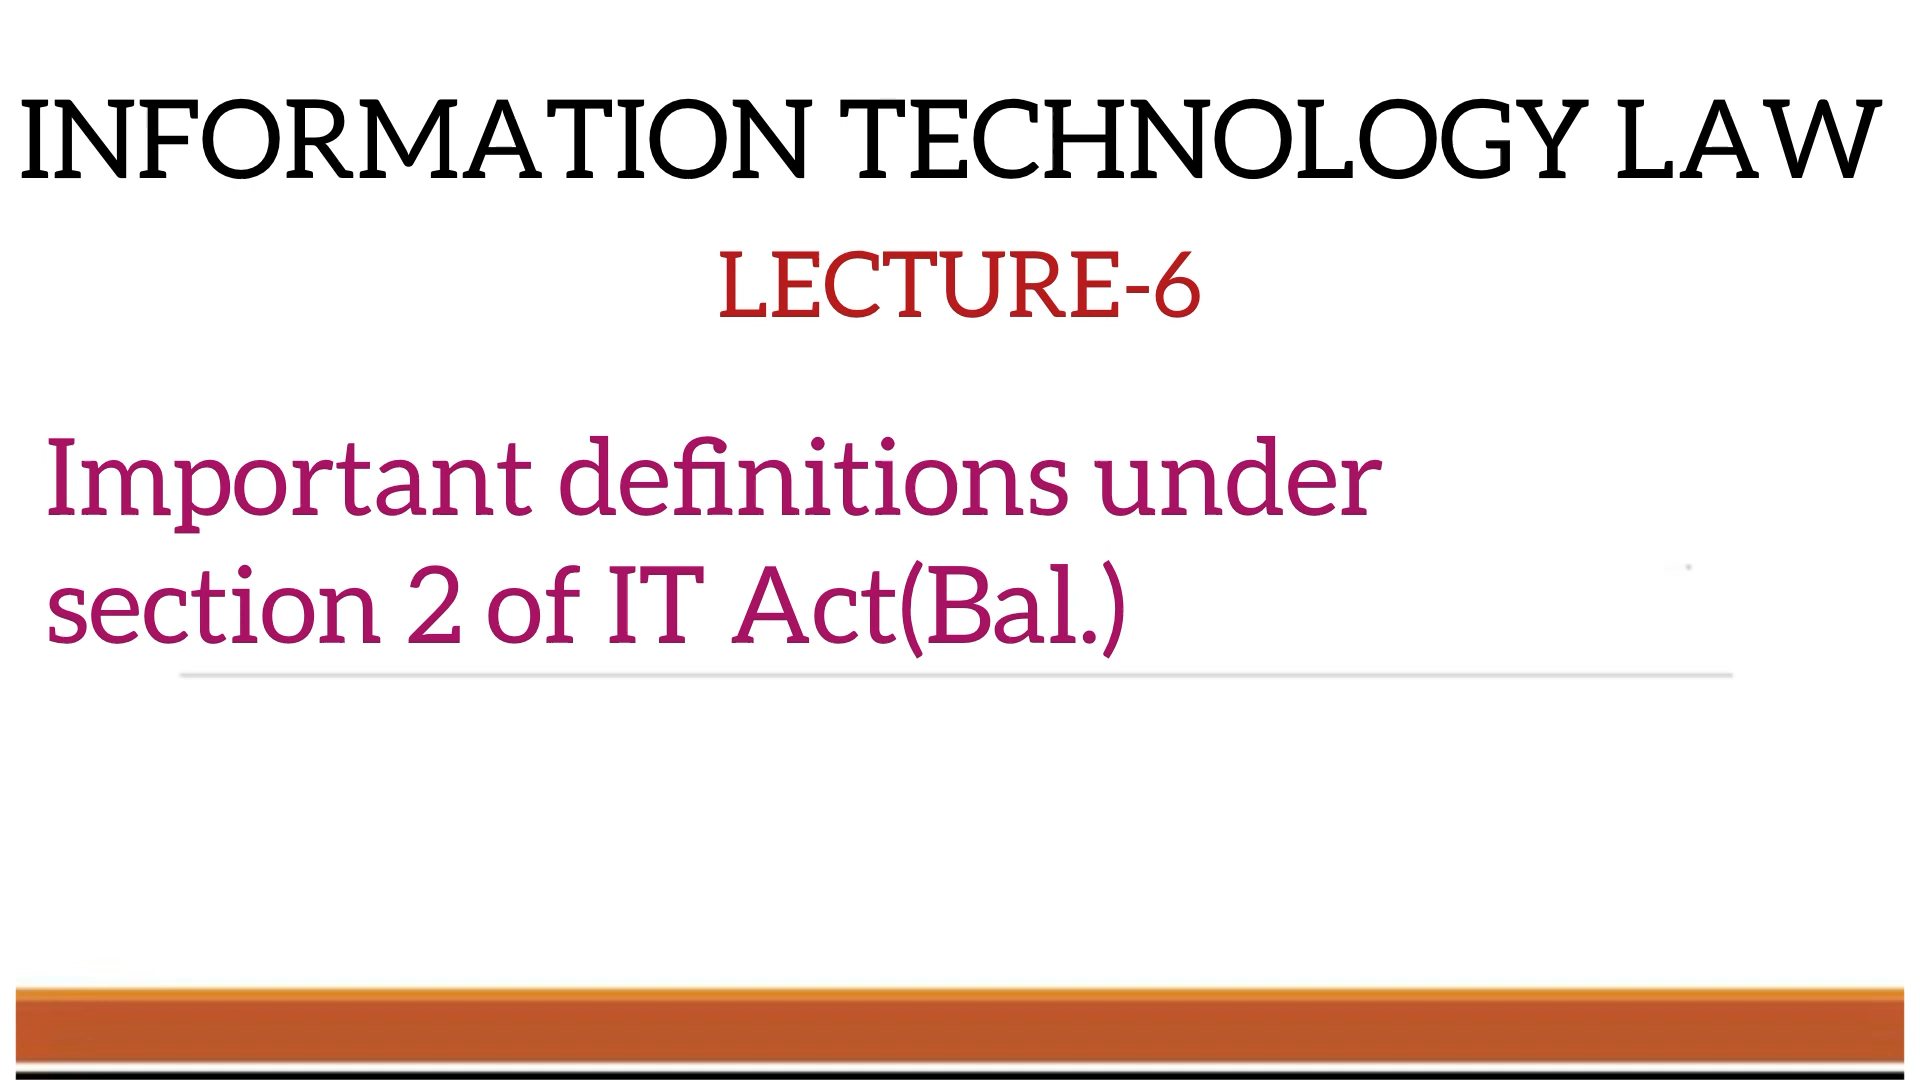 INFORMATION TECHNOLOGY LAW
LECTURE-6
Important definitions under
section 2 of IT Act(Bal.)